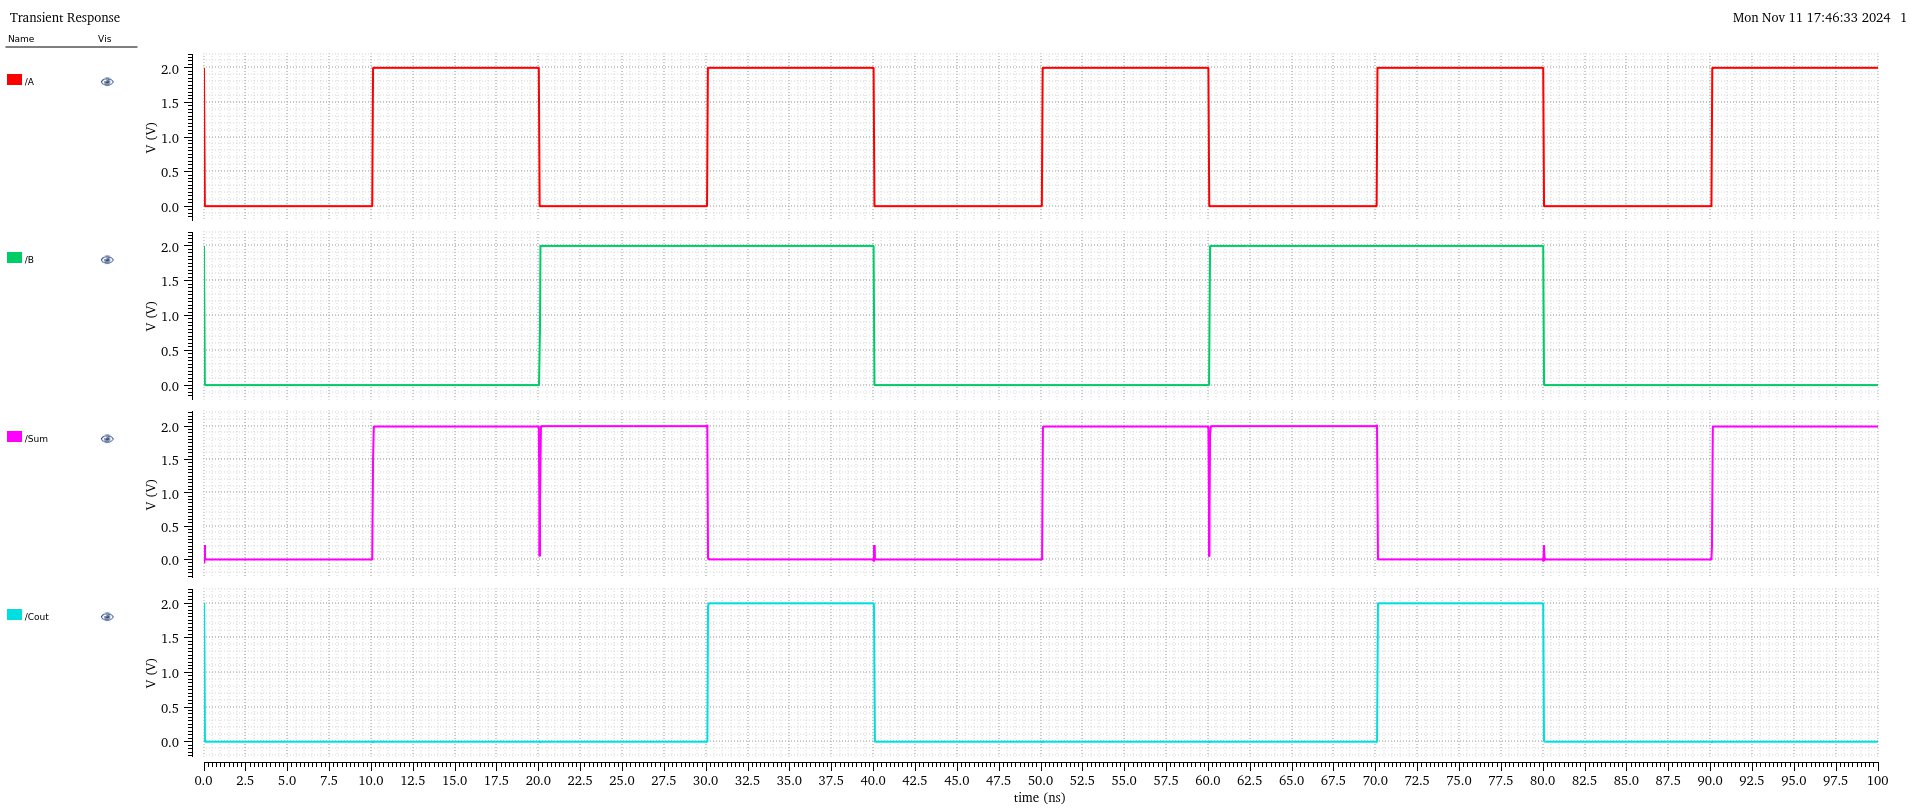 Transient Response
Mon Nov 11 17:46:33 2024 1
Name Vis
/A
2.0
1.5
1.0
0.5
0.0
V (V)
/B
2.0
1.5
1.0
0.5
0.0
V (V)
/Sum
2.0
1.5
1.0
0.5
0.0
V (V)
/Cout
2.0
1.5
1.0
0.5
0.0
V (V)
0.0 2.5 5.0 7.5 10.0 12.5 15.0 17.5 20.0 22.5 25.0 27.5 30.0 32.5 35.0 37.5 40.0 42.5 45.0 47.5 50.0 52.5 55.0 57.5 60.0 62.5 65.0 67.5 70.0 72.5 75.0 77.5 80.0 82.5 85.0 87.5 90.0 92.5 95.0 97.5 100
time (ns)